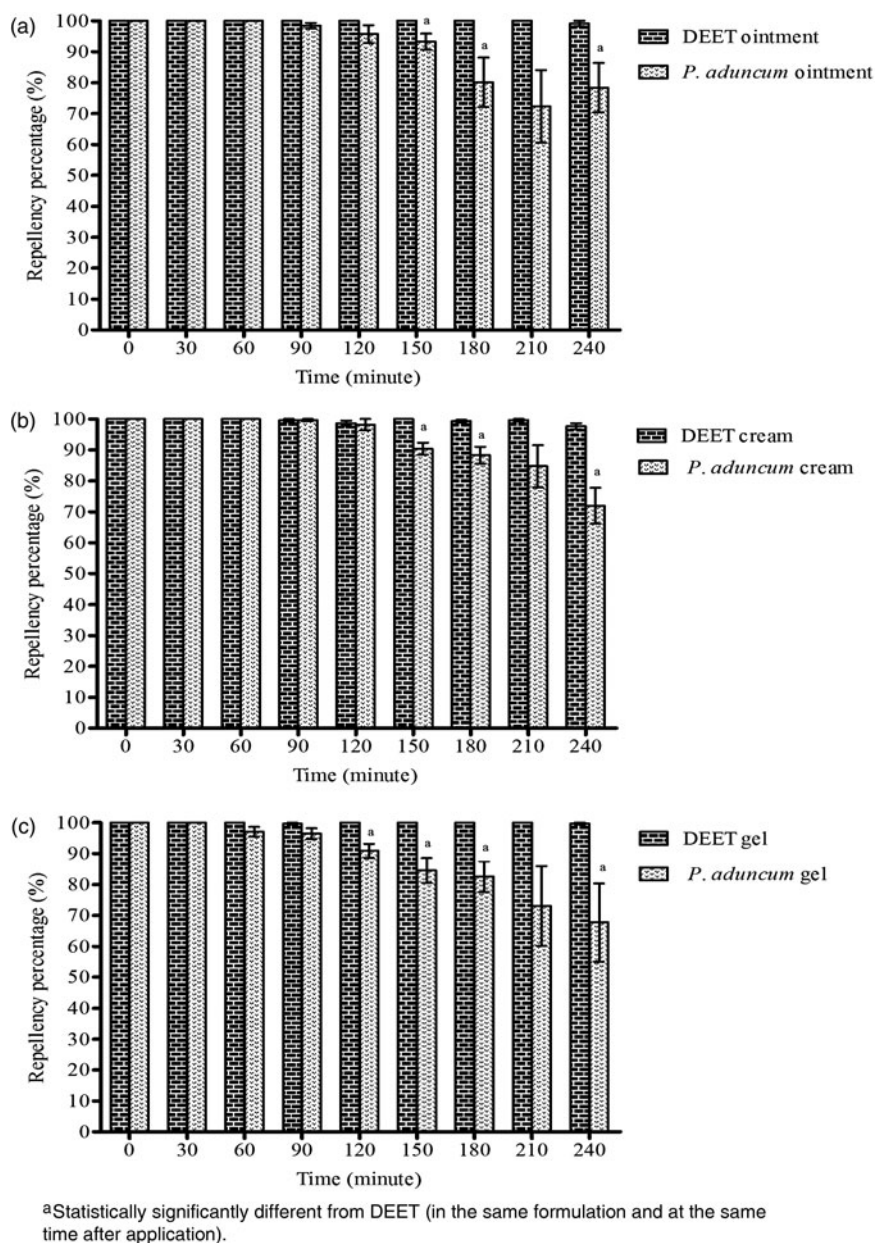 (a)
100
90
80
70
60
50
40
30
20
10
0
Repellency percentage (%)
a
a
a
0 30 60 90 120 150 180 210 240
Time (minute)
DEET ointment
P. aduncum ointment
(b)
100
90
80
70
60
50
40
30
20
10
0
Repellency percentage (%)
a
a
a
0 30 60 90 120 150 180 210 240
Time (minute)
DEET cream
P. aduncum cream
(c)
100
90
80
70
60
50
40
30
20
10
0
Repellency percentage (%)
a
a
a
a
0 30 60 90 120 150 180 210 240
Time (minute)
DEET gel
P. aduncum gel
aStatistically significantly different from DEET (in the same formulation and at the same
time after application).